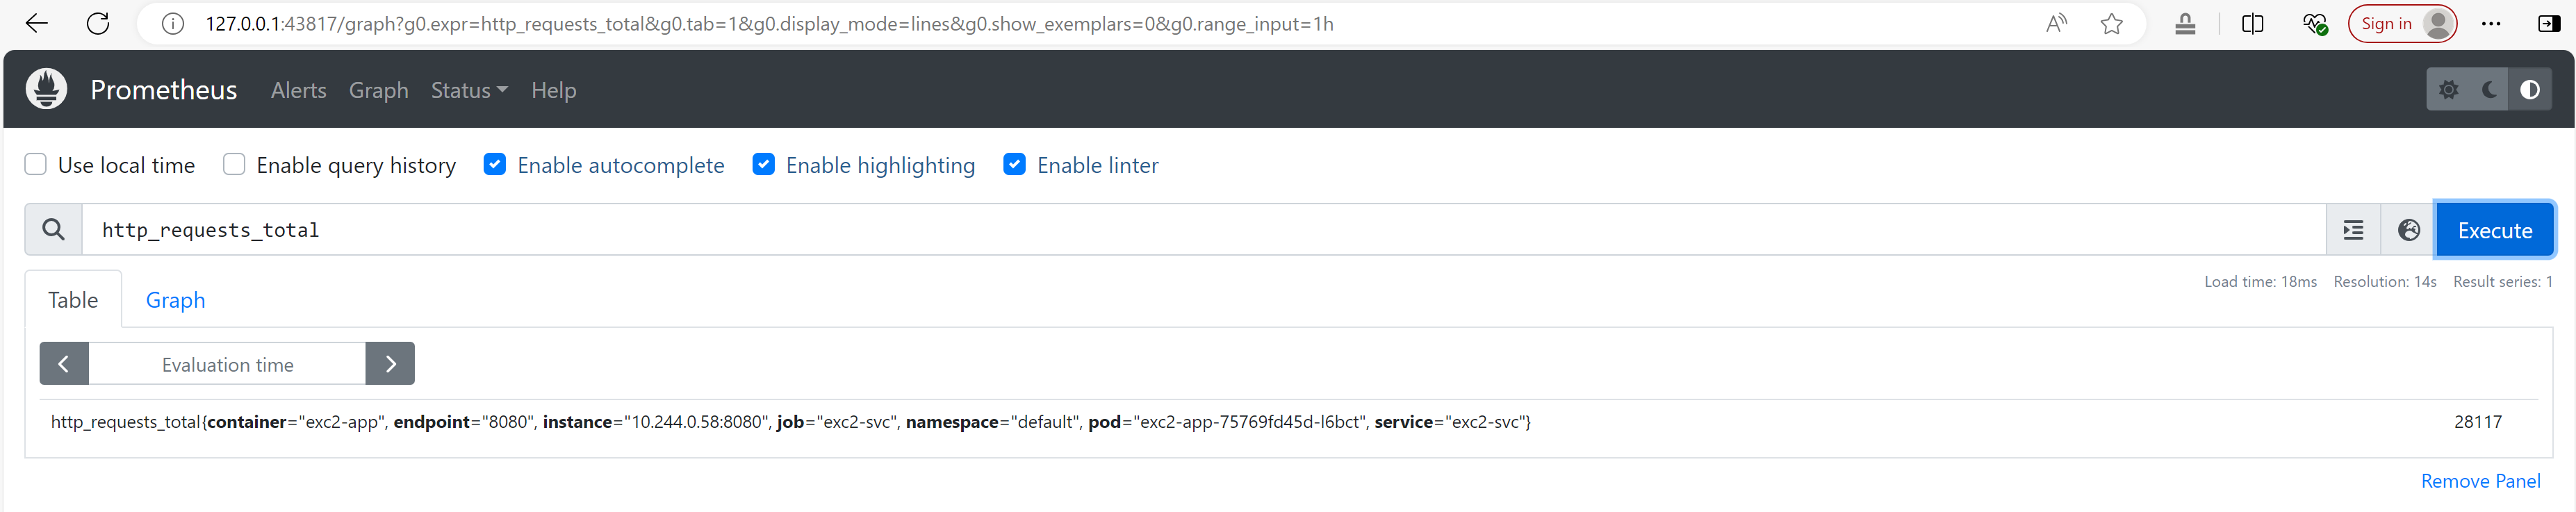 127.0.0.1:43817/graph?g0.expr=http_requests_total&g0.tab=1&g0.display_mode=lines&g0.show_exemplars=0&g0.range_input=1h
Sign in
Prometheus Alerts Graph Status Help
Use local time Enable query history Enable autocomplete Enable highlighting Enable linter
http_requests_total Execute
Table Graph Load time: 18ms Resolution: 14s Result series: 1
Evaluation time
http_requests_total{container="exc2-app", endpoint="8080", instance="10.244.0.58:8080", job="exc2-svc", namespace="default", pod="exc2-app-75769fd45d-l6bct", service="exc2-svc"} 28117
Remove Panel